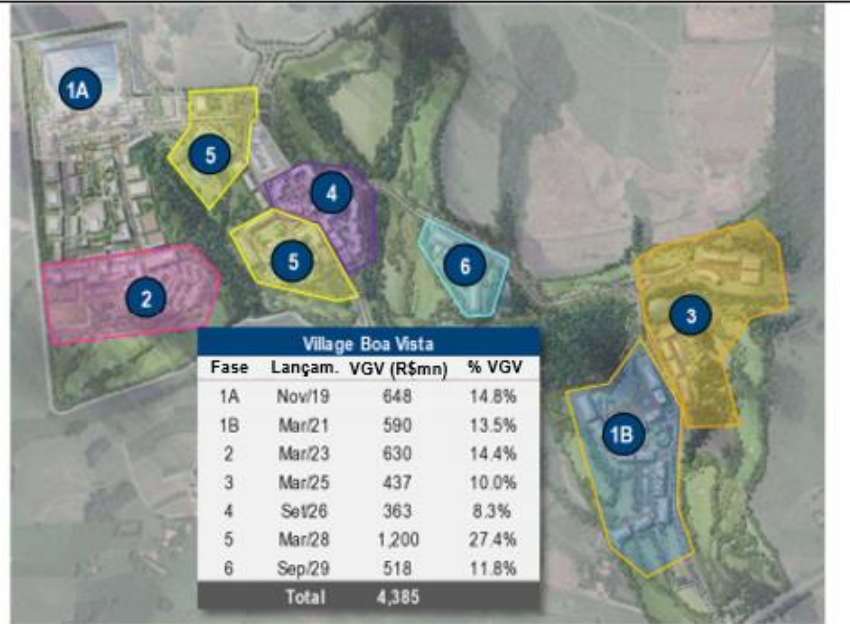 1A
5
4
5
6
2
3
1B
Village Boa Vista
Fase Lançam. VGV (R$mn) % VGV
1A Nov/19 648 14.8%
1B Mar/21 590 13.5%
2 Mar/23 630 14.4%
3 Mar/25 437 10.0%
4 Set/26 363 8.3%
5 Mar/28 1,200 27.4%
6 Sep/29 518 11.8%
Total 4,385